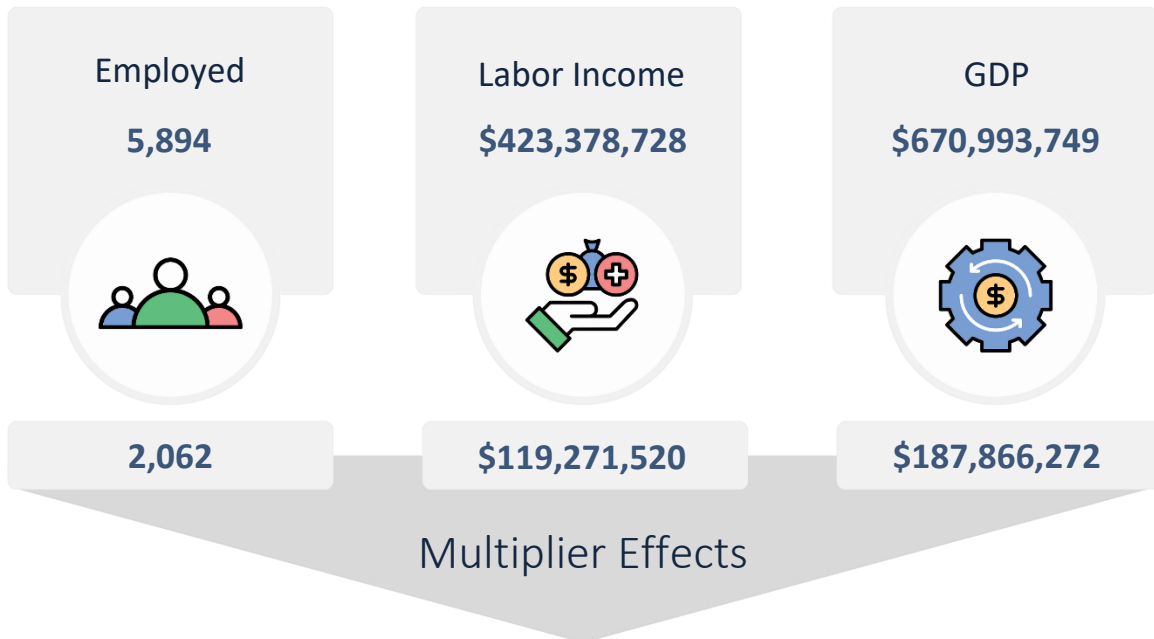 Employed
5,894
Labor Income
$423,378,728
GDP
$670,993,749
$
$
2,062
$119,271,520
$187,866,272
Multiplier Effects